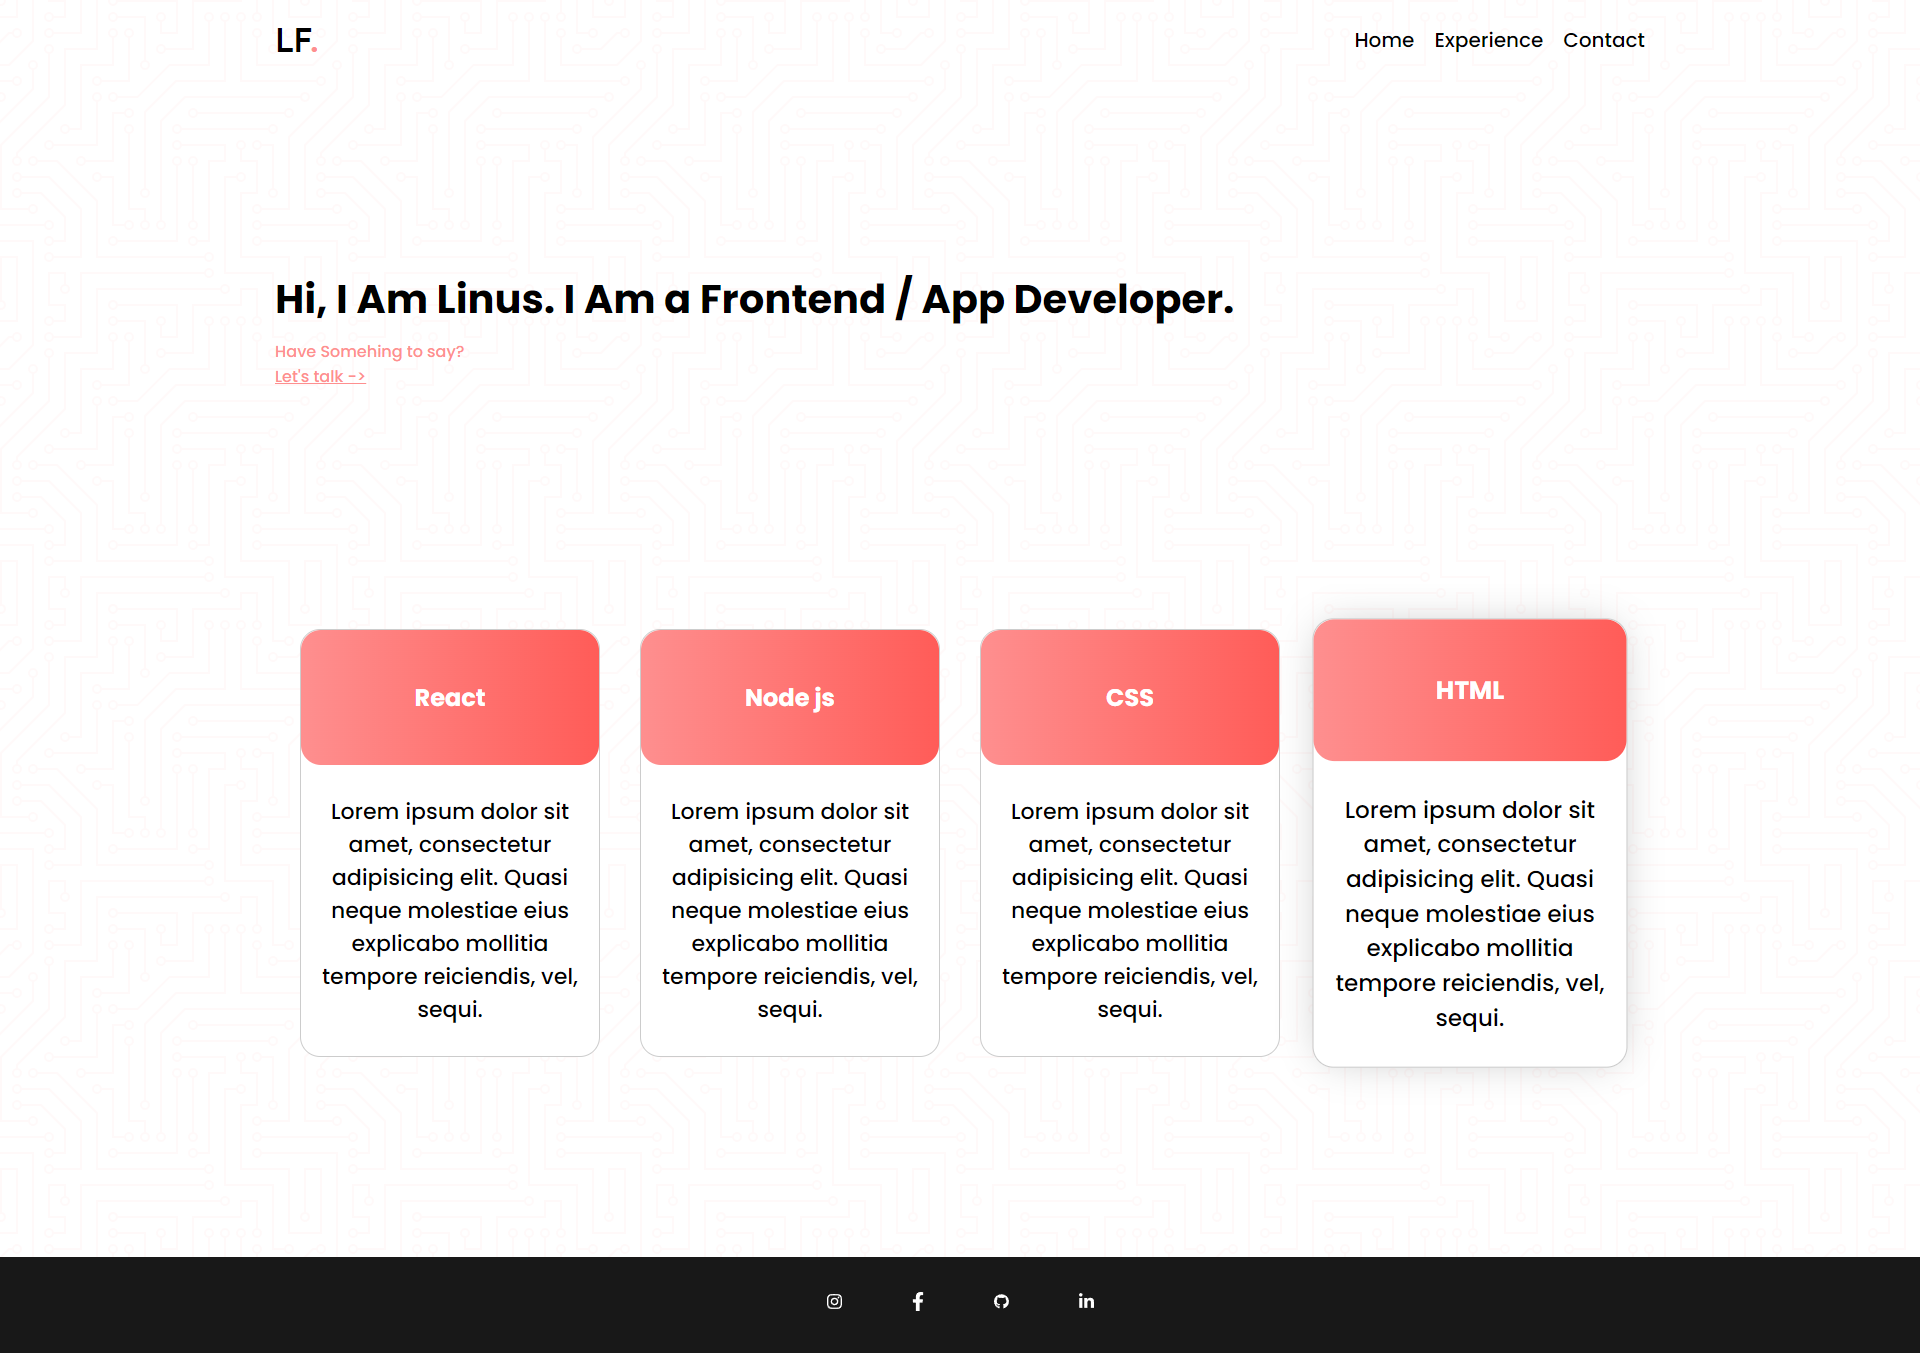 LF.
Home Experience Contact
Hi, I Am Linus. I Am a Frontend / App Developer.
Have Somehing to say?
Let's talk ->
React
Lorem ipsum dolor sit
amet, consectetur
adipisicing elit. Quasi
neque molestiae eius
explicabo mollitia
tempore reiciendis, vel,
sequi.
Node js
Lorem ipsum dolor sit
amet, consectetur
adipisicing elit. Quasi
neque molestiae eius
explicabo mollitia
tempore reiciendis, vel,
sequi.
CSS
Lorem ipsum dolor sit
amet, consectetur
adipisicing elit. Quasi
neque molestiae eius
explicabo mollitia
tempore reiciendis, vel,
sequi.
HTML
Lorem ipsum dolor sit
amet, consectetur
adipisicing elit. Quasi
neque molestiae eius
explicabo mollitia
tempore reiciendis, vel,
sequi.